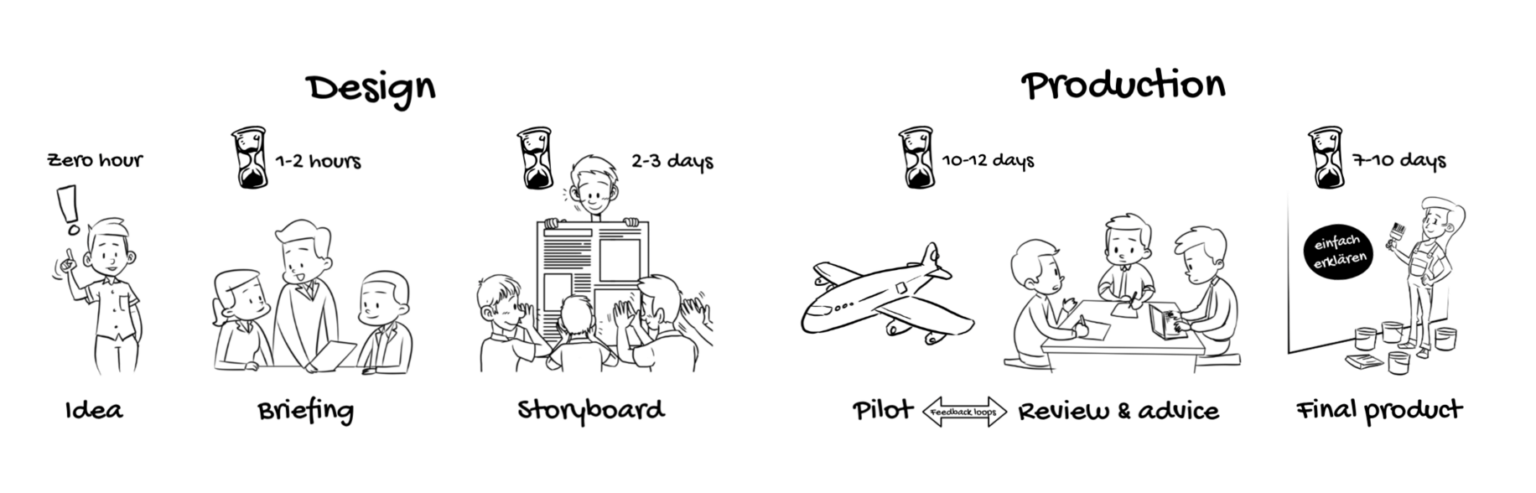 Design
Production
Zero hour
1-2 hours
2-3 days
10-12 days
7-10 days
!
einfach
erklären
Idea
Briefing
Storyboard
Pilot
Feedback loops
Review & advice
Final product